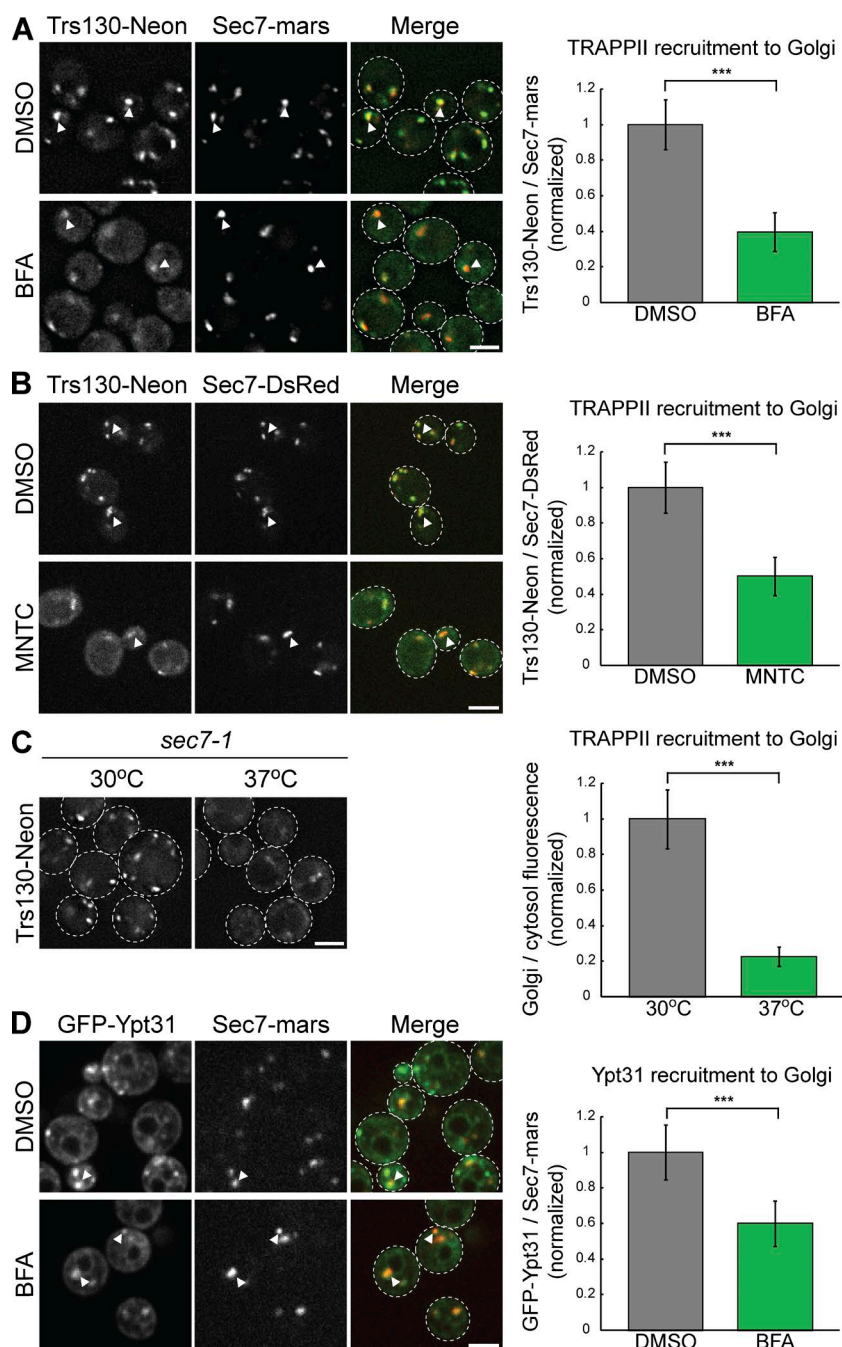 A
Trs130-Neon Sec7-mars Merge
DMSO
BFA
TRAPPII recruitment to Golgi
***
Trs130-Neon / Sec7-mars
(normalized)
1.2
1
0.8
0.6
0.4
0.2
0
DMSO BFA
B
Trs130-Neon Sec7-DsRed Merge
DMSO
MNTC
TRAPPII recruitment to Golgi
***
Trs130-Neon / Sec7-DsRed
(normalized)
1.2
1
0.8
0.6
0.4
0.2
0
DMSO MNTC
C
sec7-1
30ºC 37ºC
Trs130-Neon
TRAPPII recruitment to Golgi
***
Golgi / cytosol fluorescence
(normalized)
1.2
1
0.8
0.6
0.4
0.2
0
30ºC 37ºC
D
GFP-Ypt31 Sec7-mars Merge
DMSO
BFA
Ypt31 recruitment to Golgi
***
GFP-Ypt31 / Sec7-mars
(normalized)
1.2
1
0.8
0.6
0.4
0.2
0
DMSO BFA